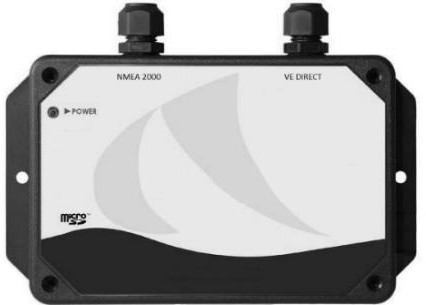 NMEA 2000
VE DIRECT
►POWER
micro
SD